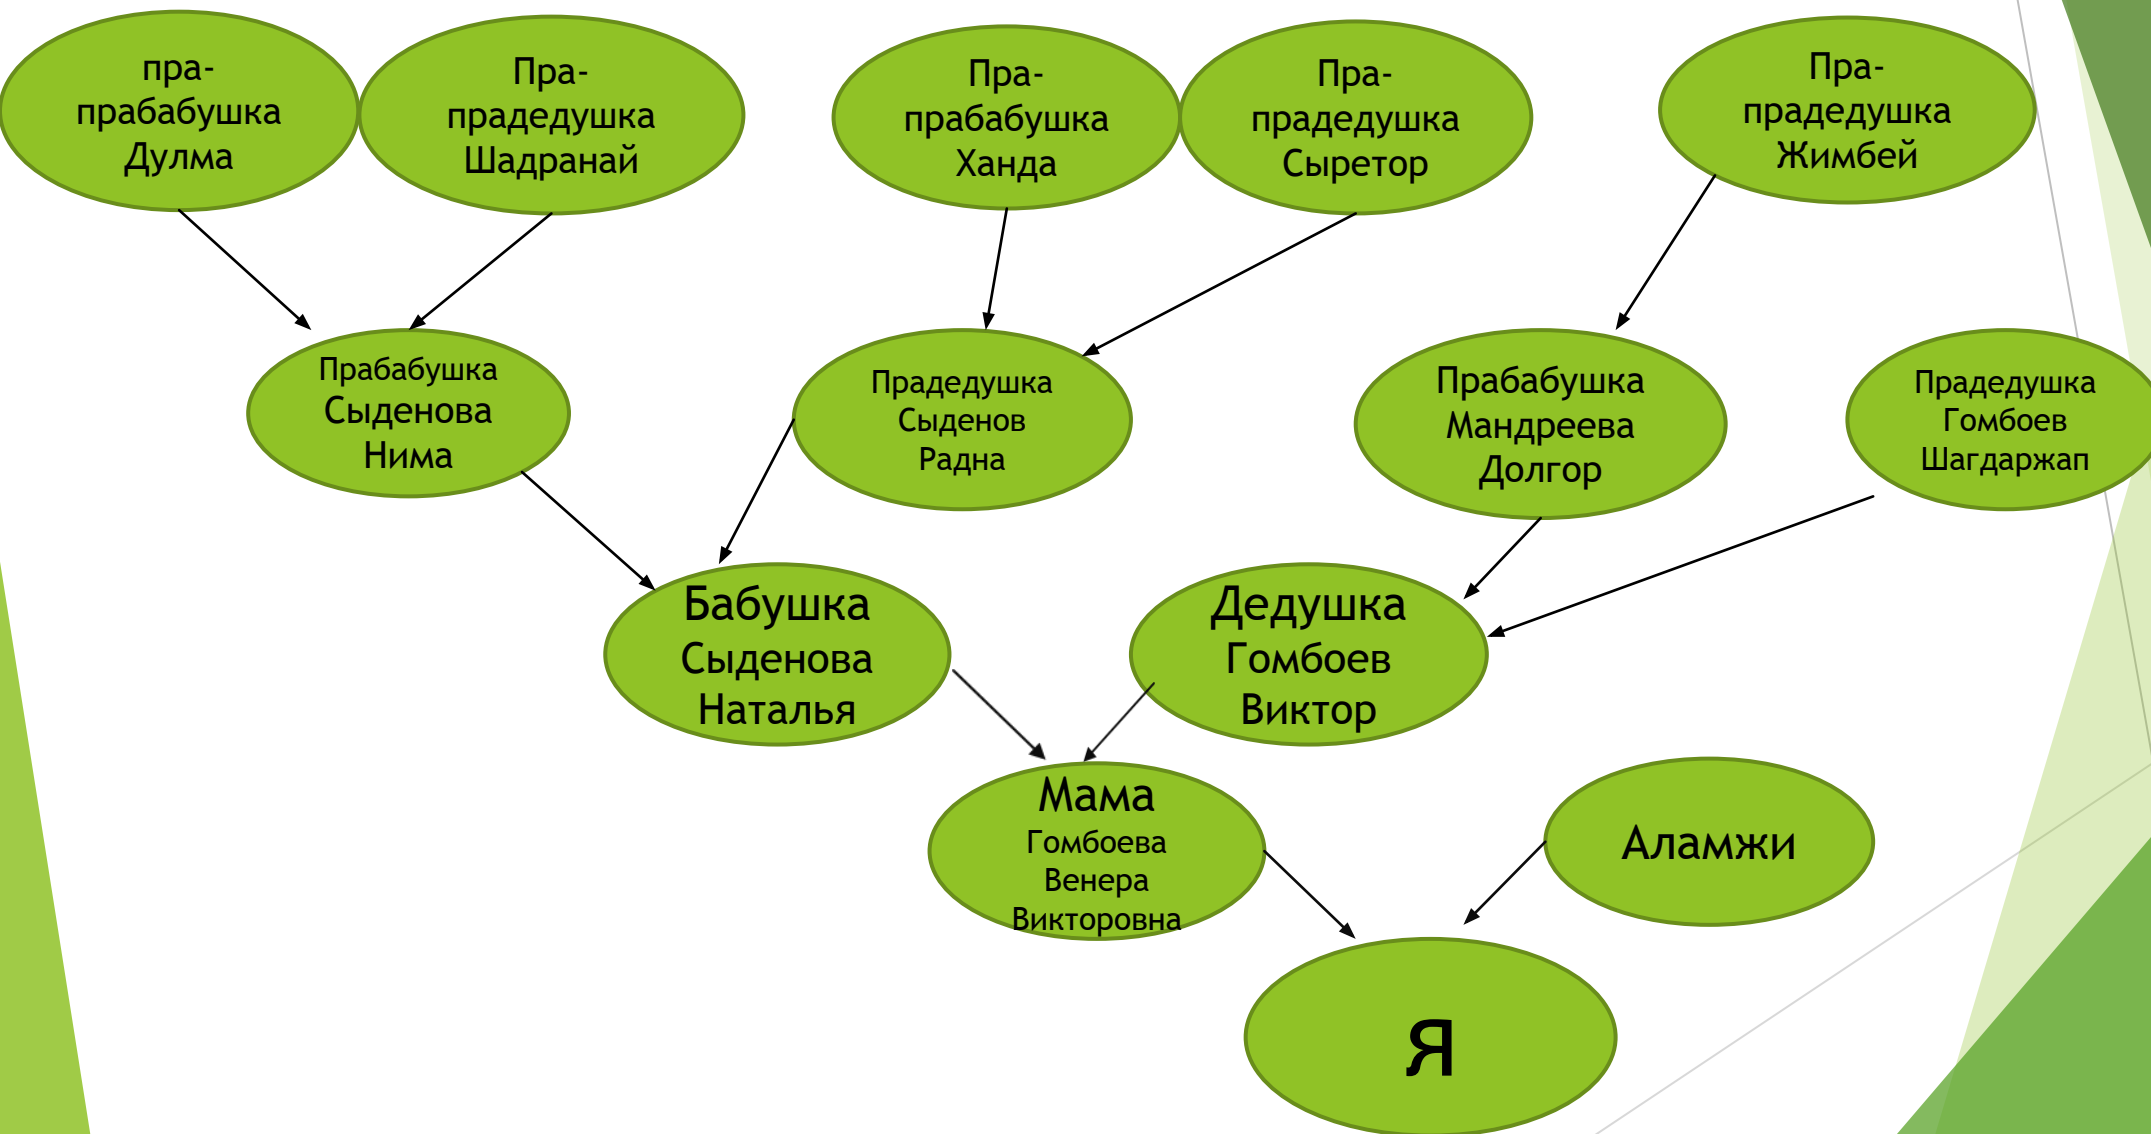 пра-
прабабушка
Дулма
Пра-
прадедушка
Шадранай
Пра-
прабабушка
Ханда
Пра-
прадедушка
Сыретор
Пра-
прадедушка
Жимбей
Прабабушка
Сыденова
Нима
Прадедушка
Сыденов
Радна
Прабабушка
Мандреева
Долгор
Прадедушка
Гомбоев
Шагдаржап
Бабушка
Сыденова
Наталья
Дедушка
Гомбоев
Виктор
Мама
Гомбоева
Венера
Викторовна
Аламжи
я